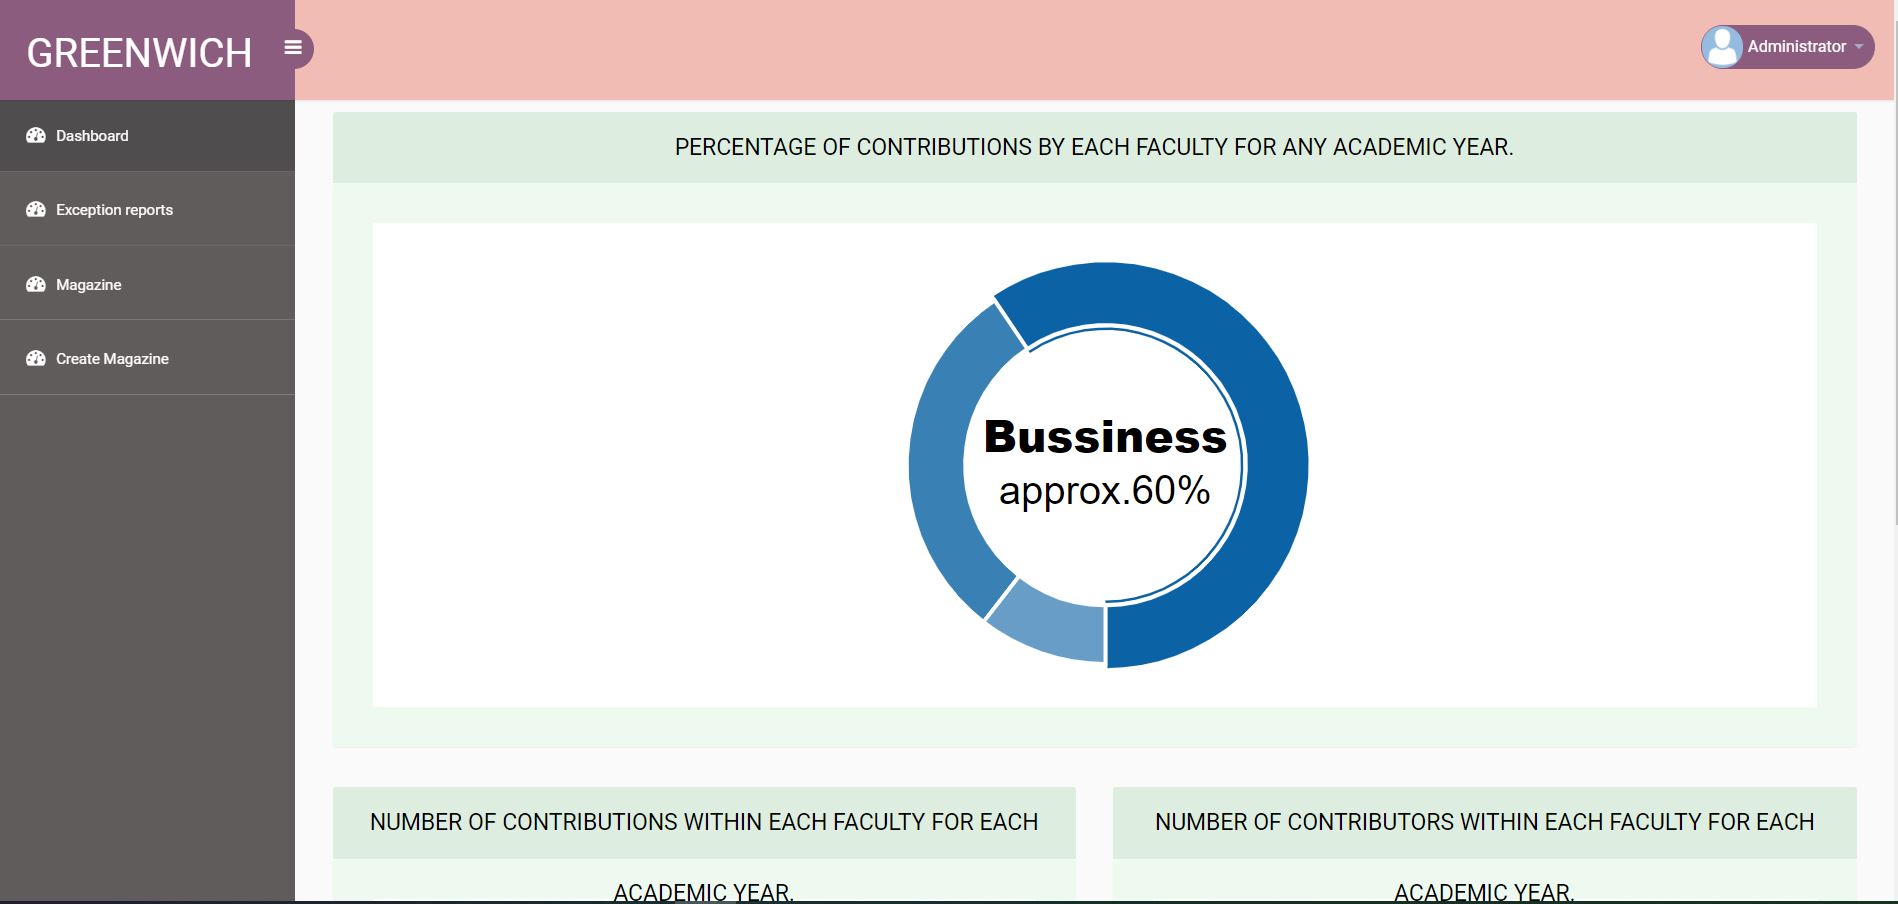 GREENWICH
Administrator
Dashboard
Exception reports
Magazine
Create Magazine
PERCENTAGE OF CONTRIBUTIONS BY EACH FACULTY FOR ANY ACADEMIC YEAR.
Bussiness
approx.60%
NUMBER OF CONTRIBUTIONS WITHIN EACH FACULTY FOR EACH
ACADEMIC YEAR.
NUMBER OF CONTRIBUTORS WITHIN EACH FACULTY FOR EACH
ACADEMIC YEAR.